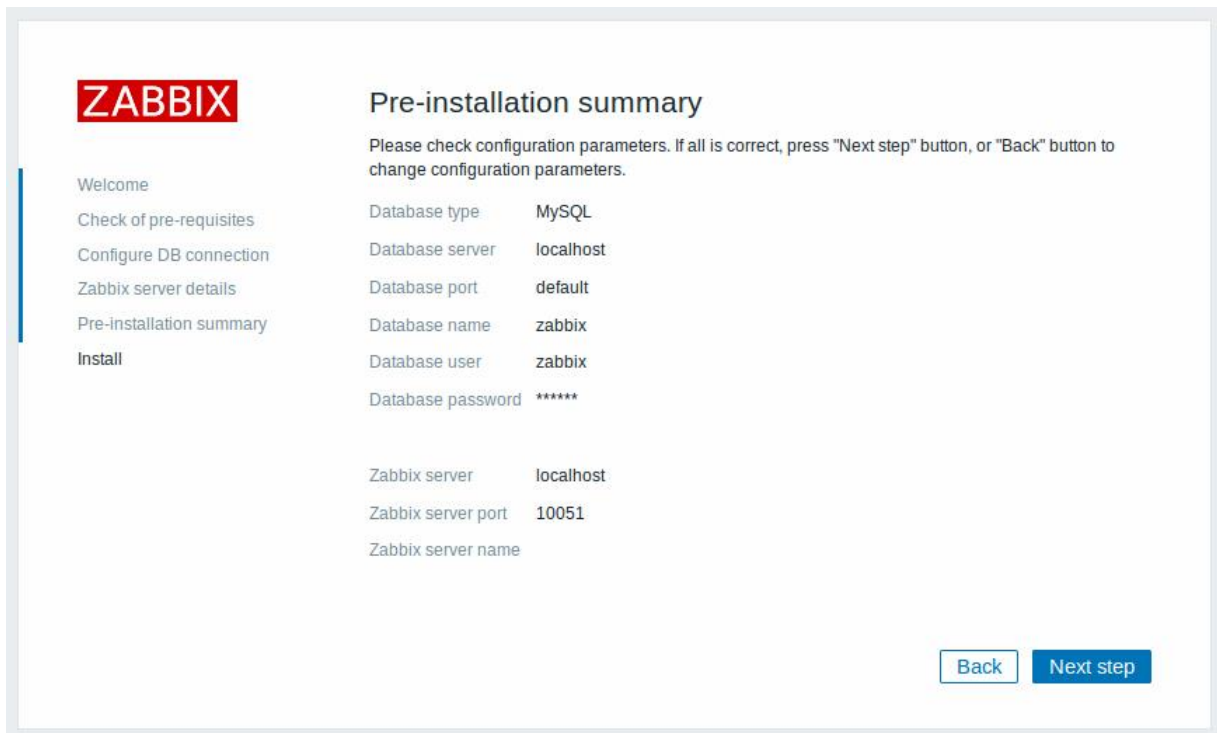 ZABBIX
Welcome
Check of pre-requisites
Configure DB connection
Zabbix server details
Pre-installation summary
Install
Pre-installation summary
Please check configuration parameters. If all is correct, press "Next step" button, or "Back" button to
change configuration parameters.
Database type MySQL
Database server localhost
Database port default
Database name zabbix
Database user zabbix
Database password ******
Zabbix server localhost
Zabbix server port 10051
Zabbix server name
Back Next step